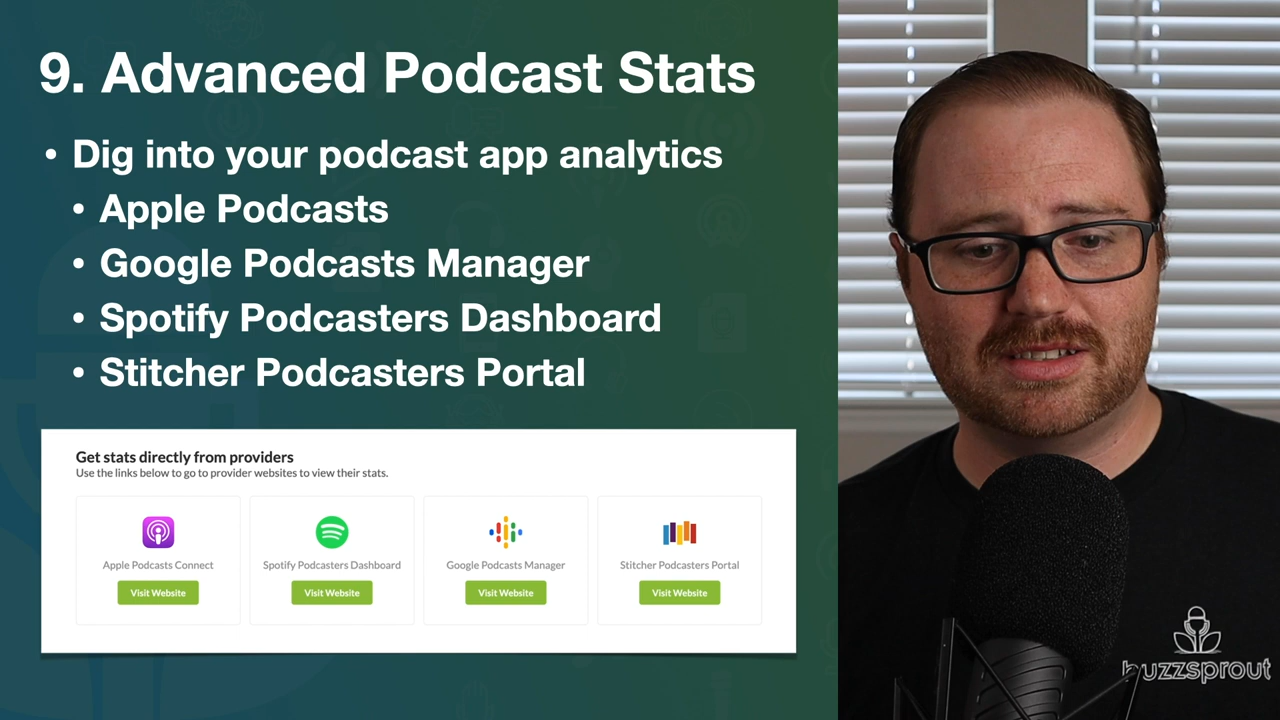 9. Advanced Podcast Stats
• Dig into your podcast app analytics
• Apple Podcasts
• Google Podcasts Manager
• Spotify Podcasters Dashboard
• Stitcher Podcasters Portal
Get stats directly from providers
Use the links below to go to provider websites to view their stats.
Apple Podcasts Connect
Spotify Podcasters Dashboard
Google Podcasts Manager
Stitcher Podcasters Portal
Visit Website
Visit Website
Visit Website
Visit Website
buzzsprout